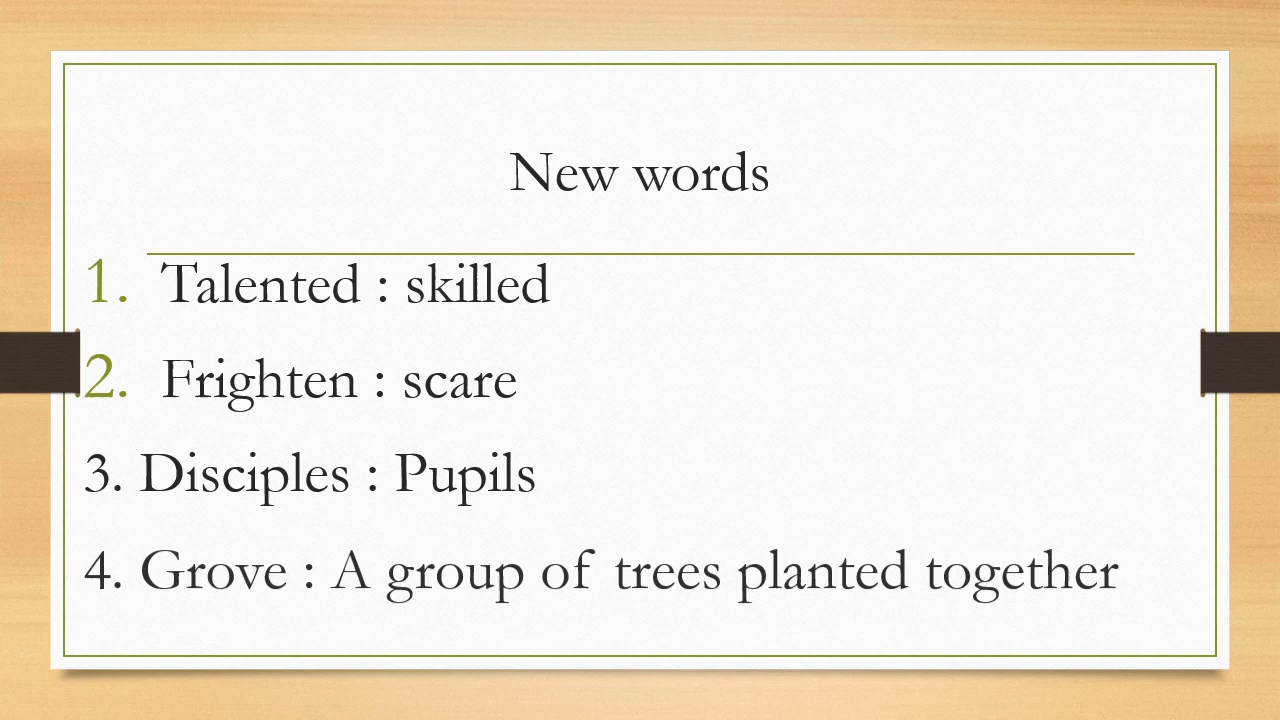 New words
1. Talented : skilled
2. Frighten : scare
3. Disciples : Pupils
4. Grove : A group of trees planted together